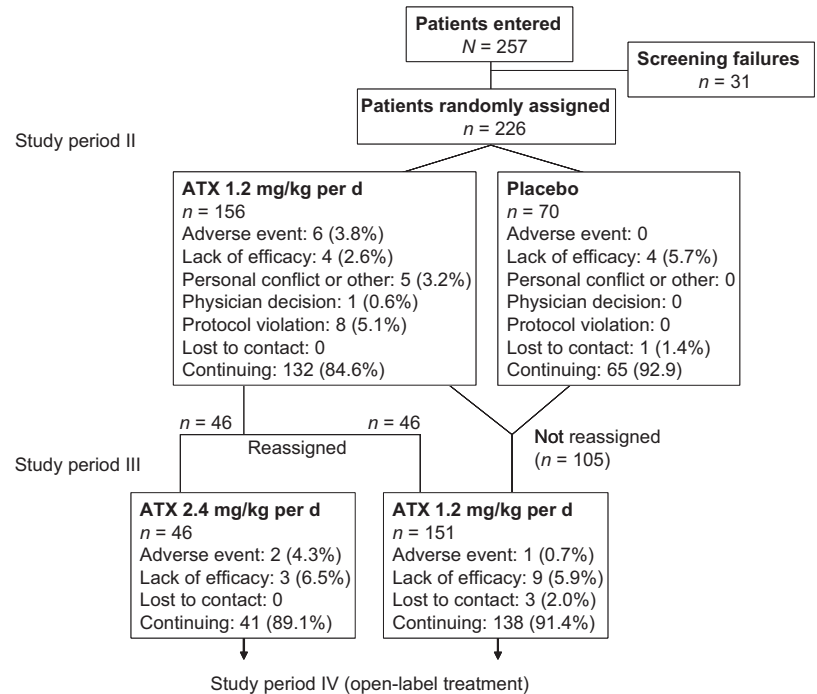 Patients entered
N = 257
Screening failures
n = 31
Patients randomly assigned
n = 226
Study period II
ATX 1.2 mg/kg per d
n = 156
Adverse event: 6 (3.8%)
Lack of efficacy: 4 (2.6%)
Personal conflict or other: 5 (3.2%)
Physician decision: 1 (0.6%)
Protocol violation: 8 (5.1%)
Lost to contact: 0
Continuing: 132 (84.6%)
Placebo
n = 70
Adverse event: 0
Lack of efficacy: 4 (5.7%)
Personal conflict or other: 0
Physician decision: 0
Protocol violation: 0
Lost to contact: 1 (1.4%)
Continuing: 65 (92.9)
n = 46
n = 46
Reassigned
Not reassigned
(n = 105)
Study period III
ATX 2.4 mg/kg per d
n = 46
Adverse event: 2 (4.3%)
Lack of efficacy: 3 (6.5%)
Lost to contact: 0
Continuing: 41 (89.1%)
ATX 1.2 mg/kg per d
n = 151
Adverse event: 1 (0.7%)
Lack of efficacy: 9 (5.9%)
Lost to contact: 3 (2.0%)
Continuing: 138 (91.4%)
Study period IV (open-label treatment)